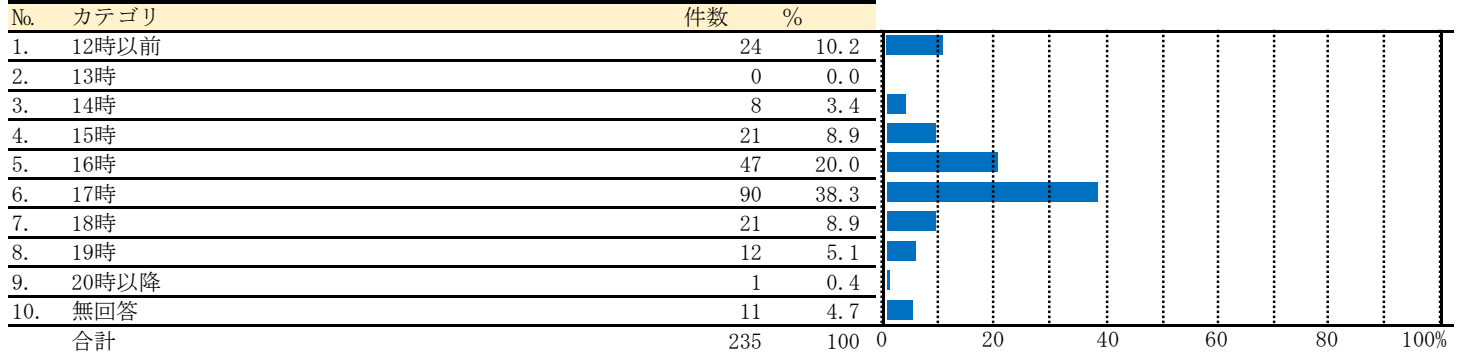 № カテゴリ 件数 %
1. 12時以前 24 10.2
2. 13時 0 0.0
3. 14時 8 3.4
4. 15時 21 8.9
5. 16時 47 20.0
6. 17時 90 38.3
7. 18時 21 8.9
8. 19時 12 5.1
9. 20時以降 1 0.4
10. 無回答 11 4.7
合計 235 100 0 20 40 60 80 100%